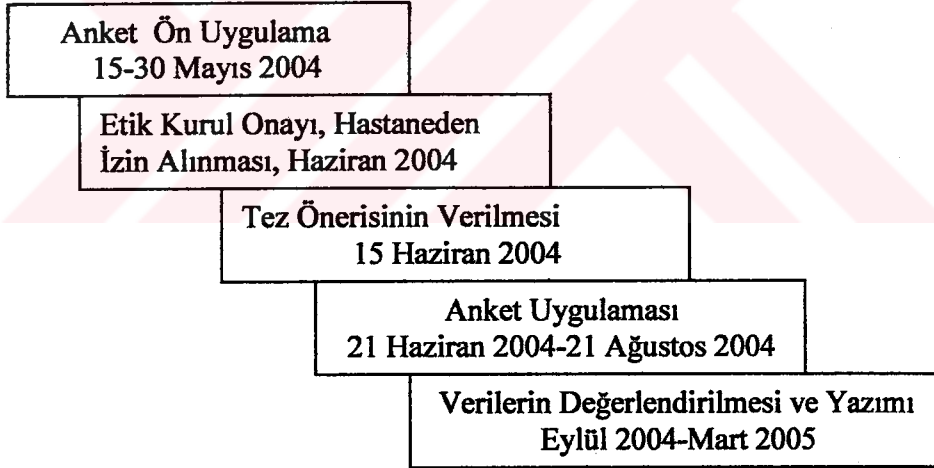 Anket Ön Uygulama
15-30 Mayıs 2004
Etik Kurul Onayı, Hastaneden
İzin Alınması, Haziran 2004
Tez Önerisinin Verilmesi
15 Haziran 2004
Anket Uygulaması
21 Haziran 2004-21 Ağustos 2004
Verilerin Değerlendirilmesi ve Yazımı
Eylül 2004-Mart 2005